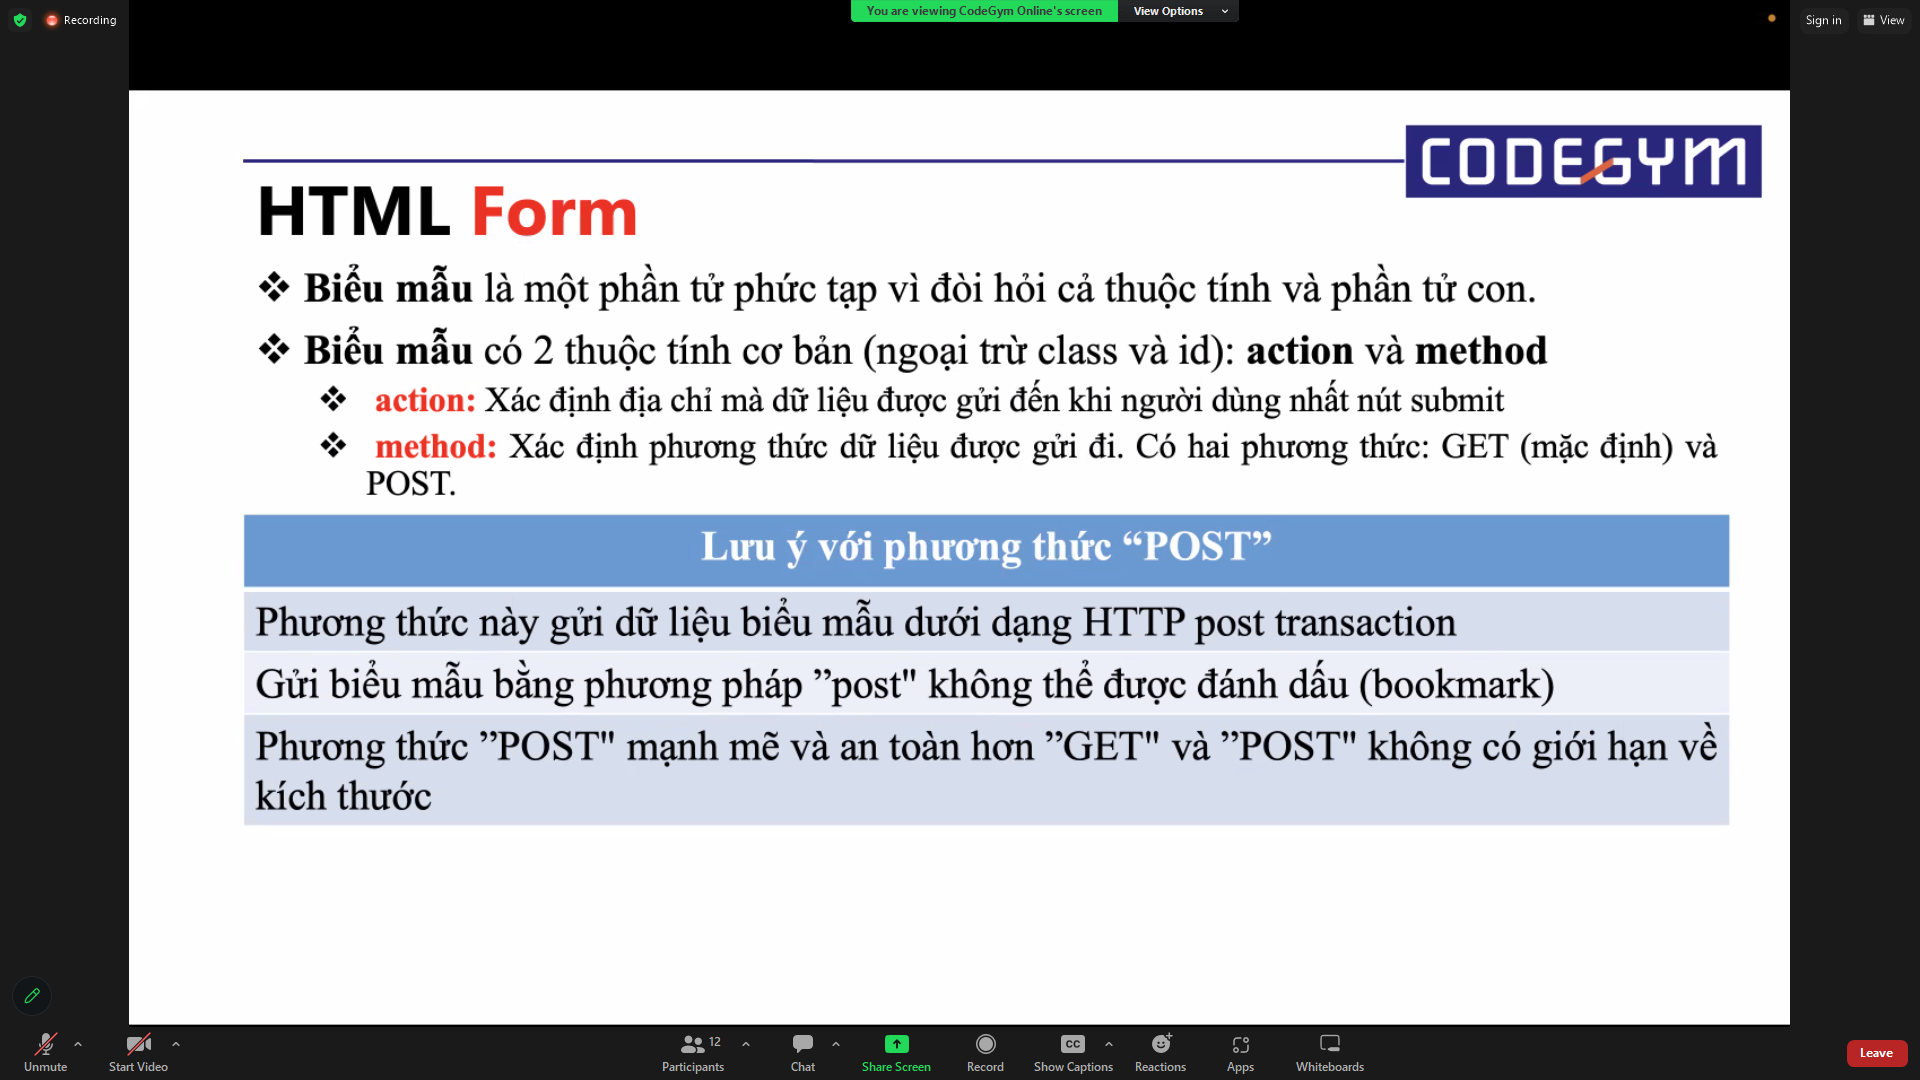 Recording
You are viewing CodeGym Online's screen
View Options
Sign in
View
CODEGYM
HTML Form
❖ Biểu mẫu là một phần tử phức tạp vì đòi hỏi cả thuộc tính và phần tử con.
❖ Biểu mẫu có 2 thuộc tính cơ bản (ngoại trừ class và id): action và method
❖ action: Xác định địa chỉ mà dữ liệu được gửi đến khi người dùng nhất nút submit
❖ method: Xác định phương thức dữ liệu được gửi đi. Có hai phương thức: GET (mặc định) và
POST.
Lưu ý với phương thức “POST”
Phương thức này gửi dữ liệu biểu mẫu dưới dạng HTTP post transaction
Gửi biểu mẫu bằng phương pháp ”post" không thể được đánh dấu (bookmark)
Phương thức ”POST" mạnh mẽ và an toàn hơn ”GET" và ”POST" không có giới hạn về
kích thước
Unmute
Start Video
12
Participants
Chat
Share Screen
Record
CC
Show Captions
Reactions
Apps
Whiteboards
Leave